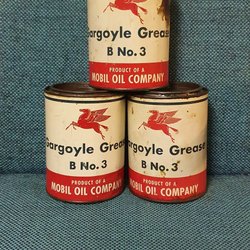 Gargoyle Grease
B No. 3
PRODUCT OF A
MOBIL OIL COMPANY
Gargoyle Grease
B No. 3
PRODUCT OF A
MOBIL OIL COMPANY
Gargoyle Grease
B No. 3
PRODUCT OF A
MOBIL OIL COMPANY